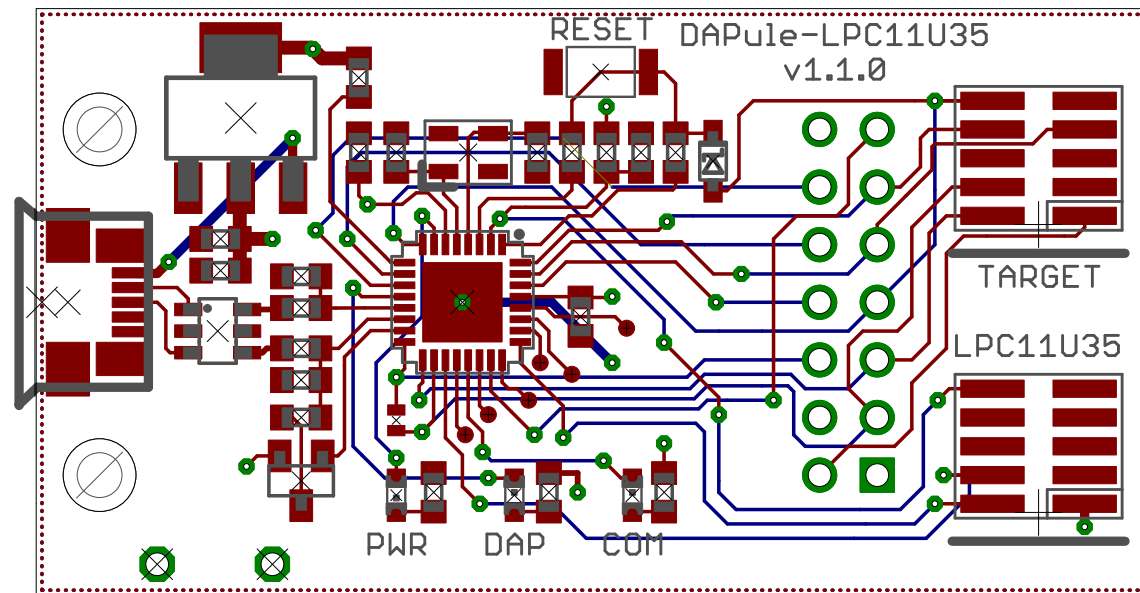 RESET
DAPule-LPC11U35
v1.1.0
TARGET
LPC11U35
PWR
DAP
COM